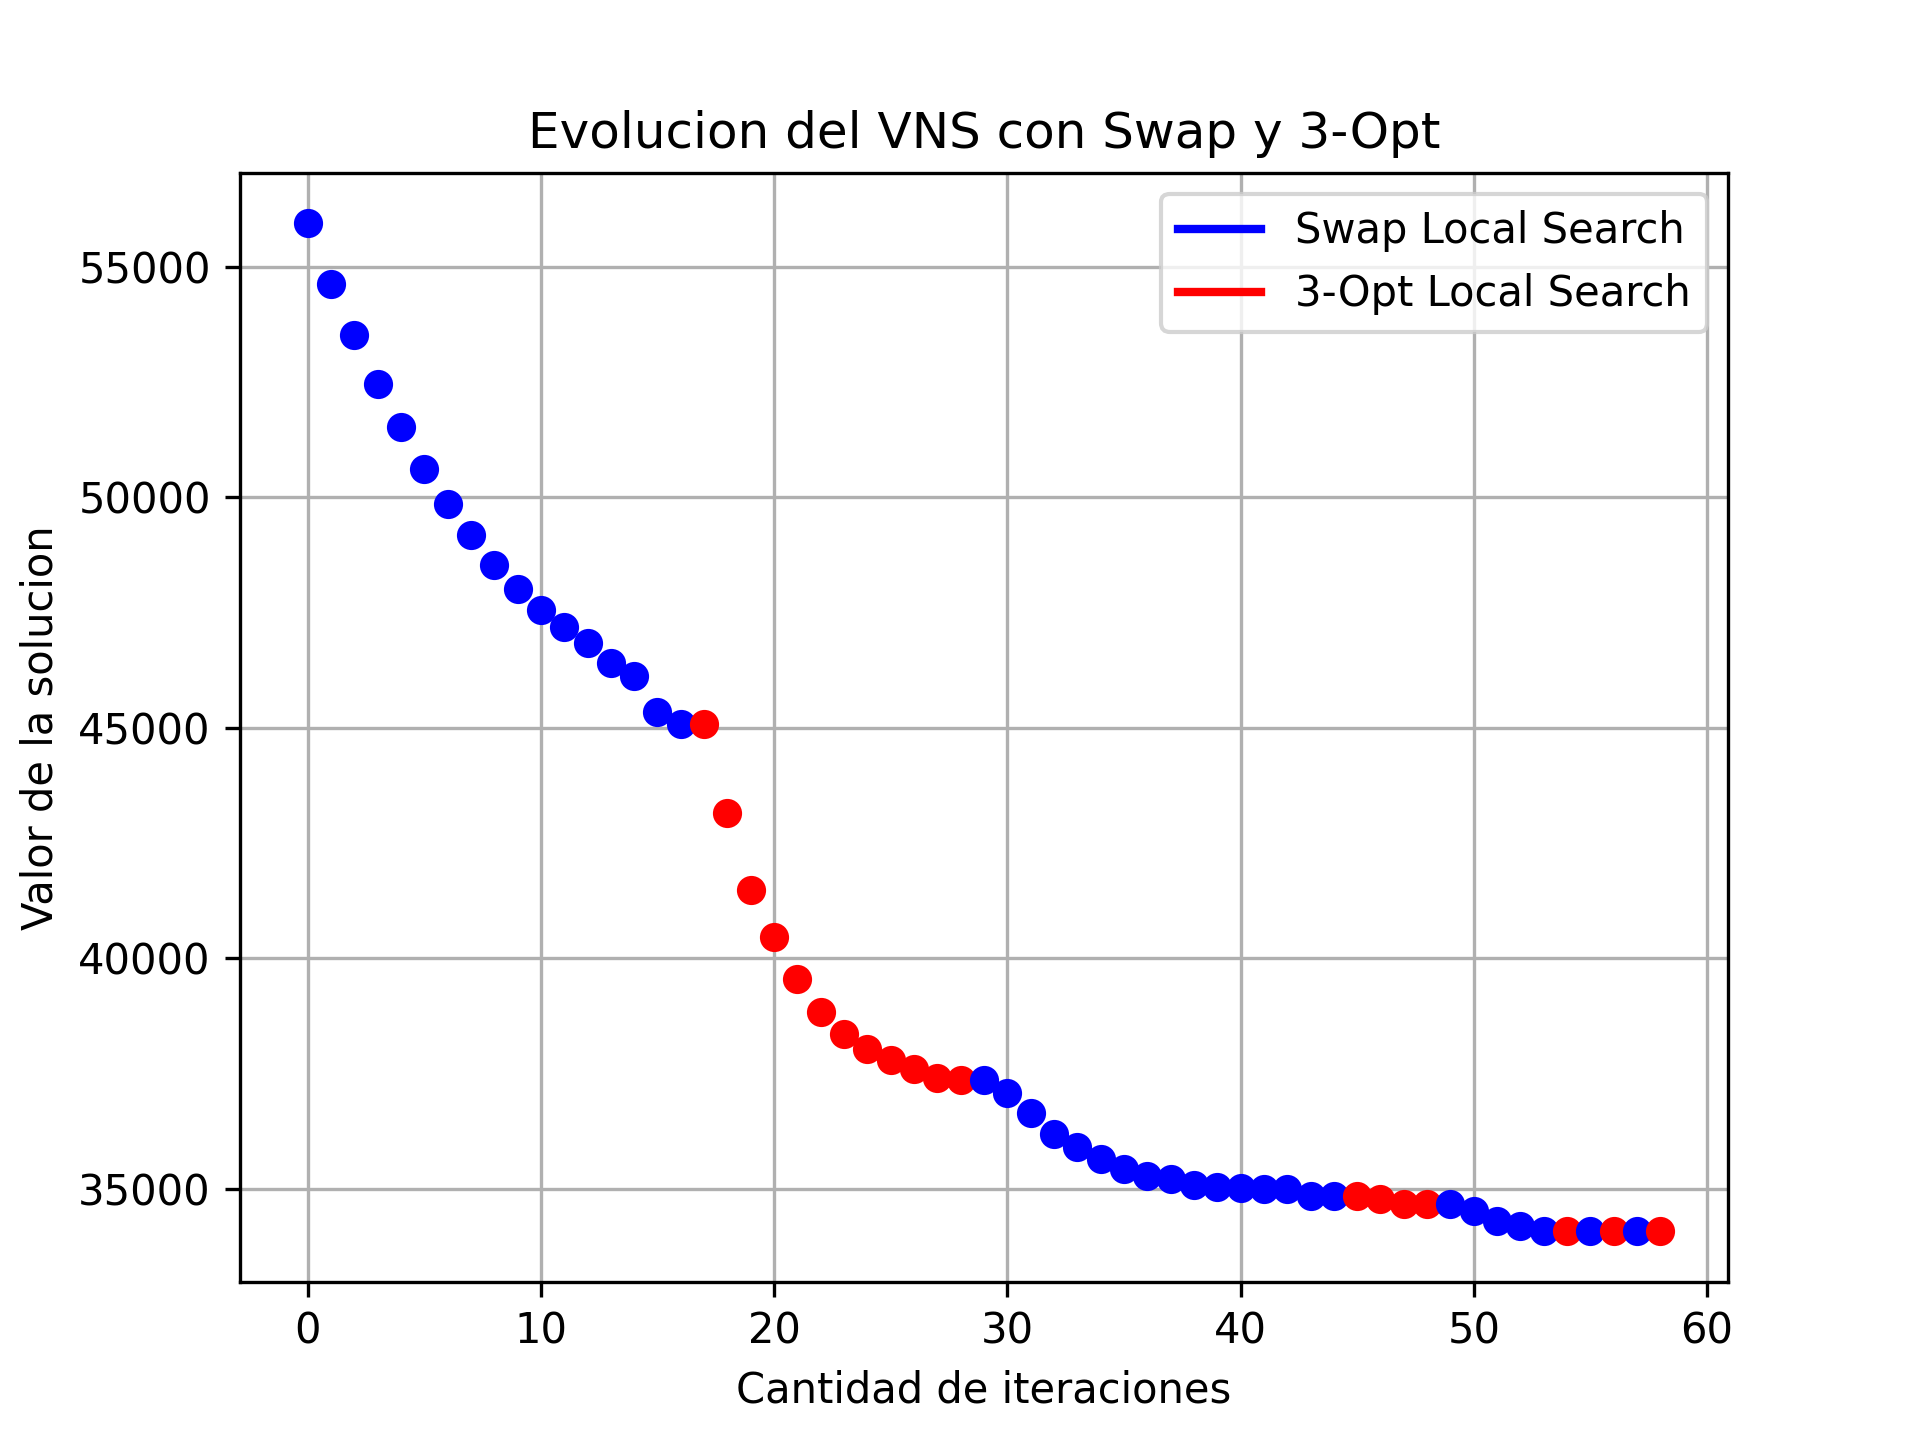 Evolucion del VNS con Swap y 3-Opt
Swap Local Search
3-Opt Local Search
Valor de la solucion
55000
50000
45000
40000
35000
0 10 20 30 40 50 60
Cantidad de iteraciones